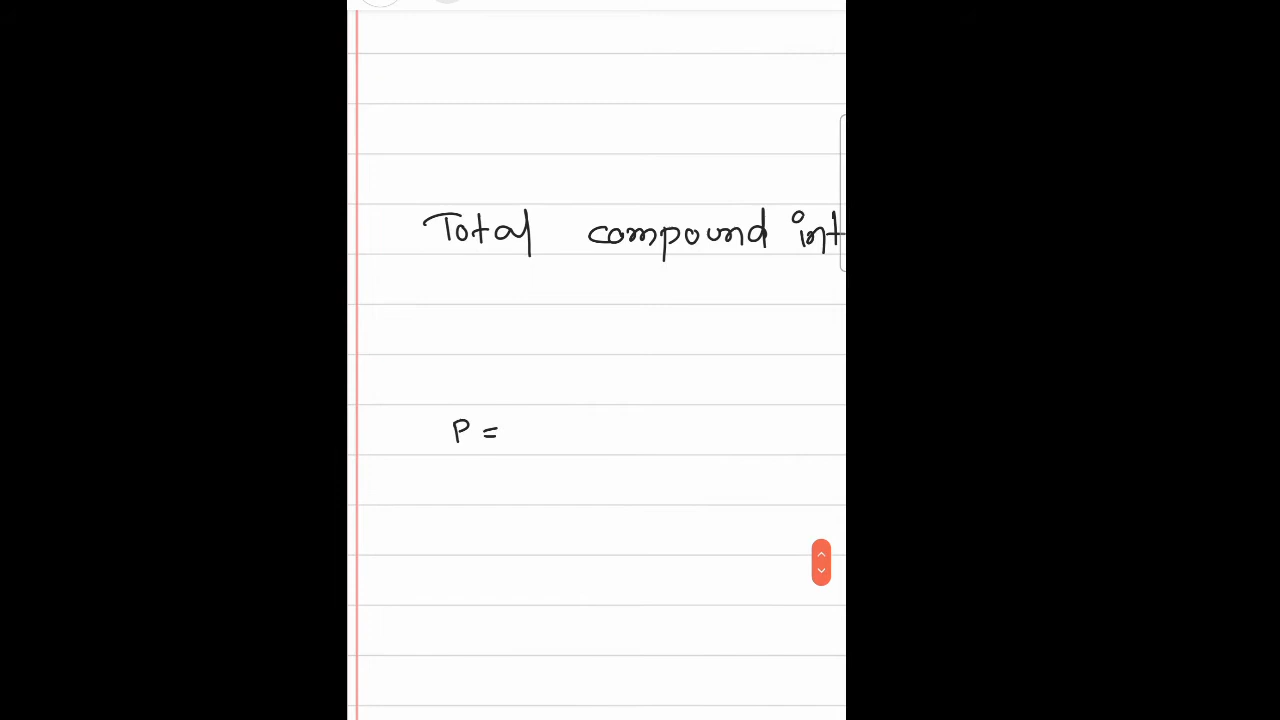 Total compound int
P =